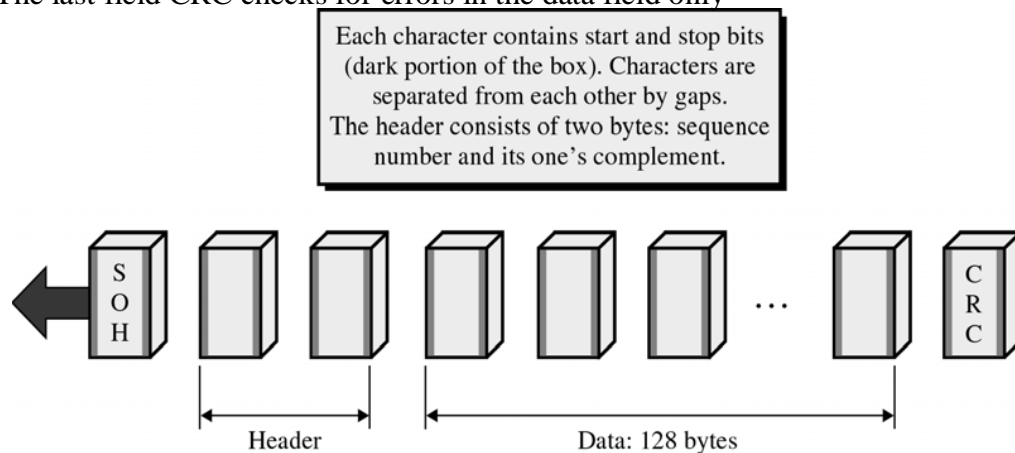 The last field CRC checks for errors in the data field only
Each character contains start and stop bits
(dark portion of the box). Characters are
separated from each other by gaps.
The header consists of two bytes: sequence
number and its one’s complement.
S
O
H
...
C
R
C
Header
Data: 128 bytes